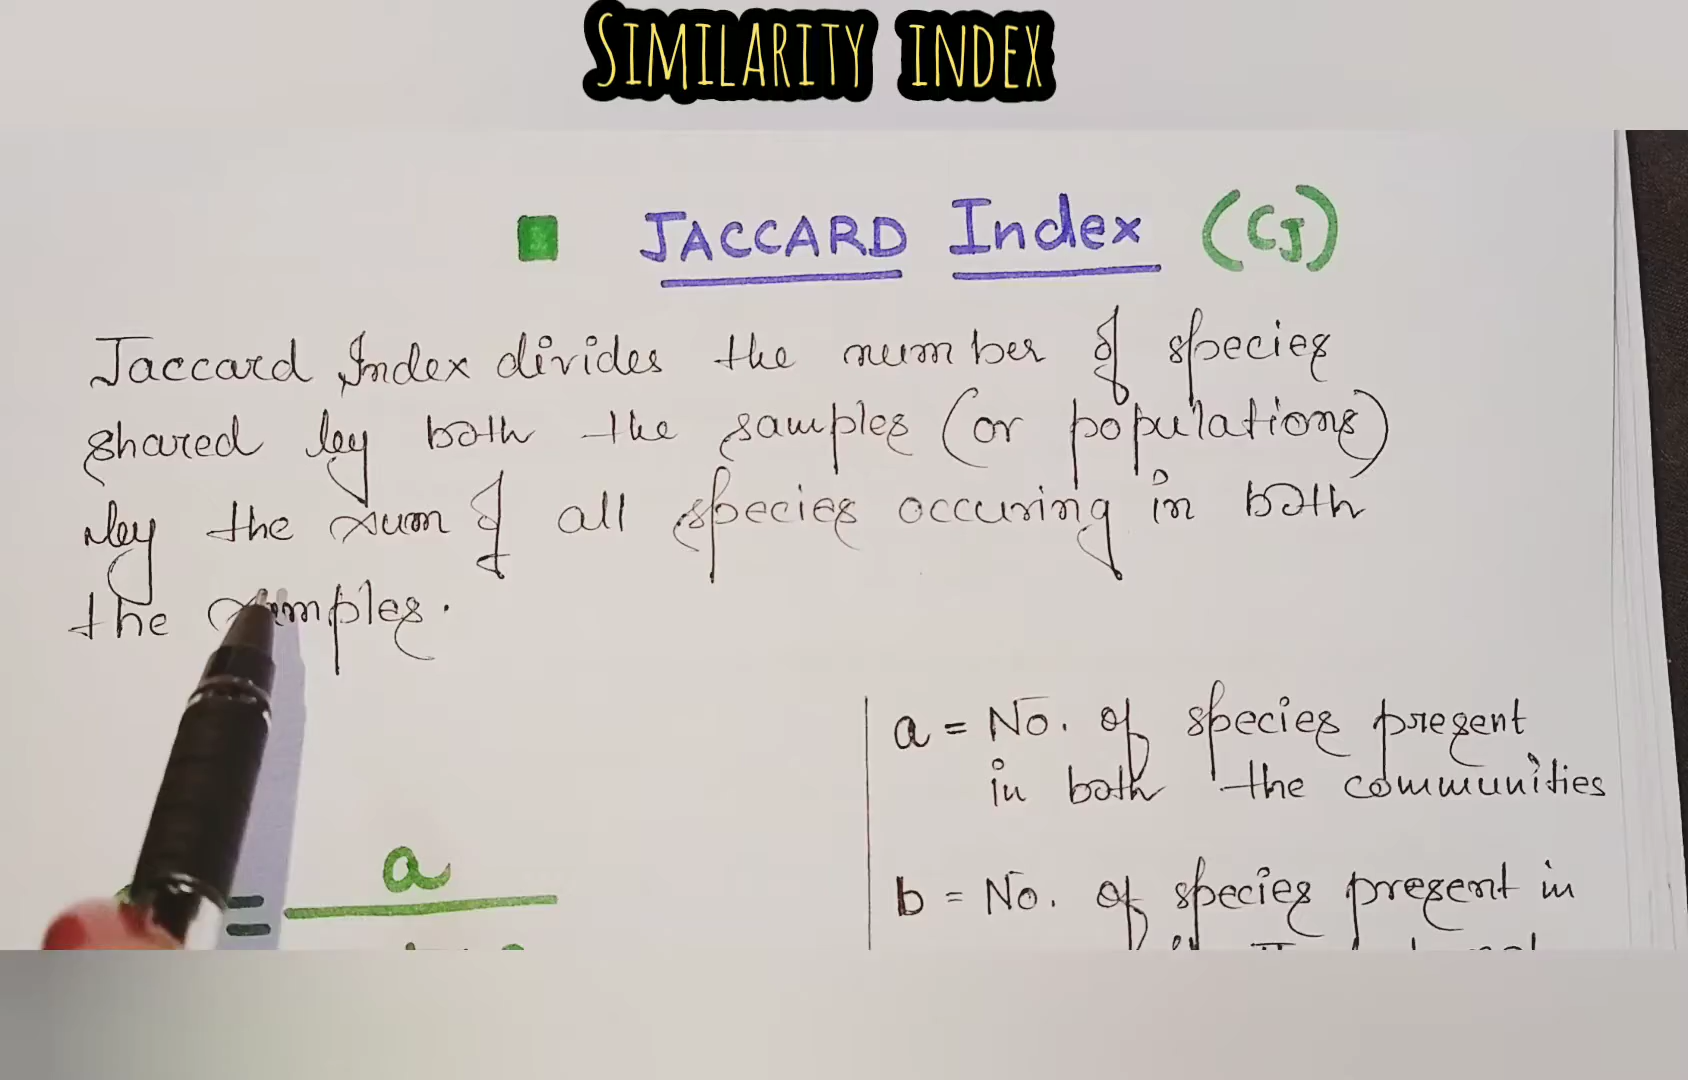 SIMILARITY INDEX
JACCARD Index (CJ)
Jaccard Index divides the number of species
shared by both the samples (or populations)
by the sum of all species occuring in both
the samples.
a = No. of species present
in both the communities
a
=
b = No. of species present in